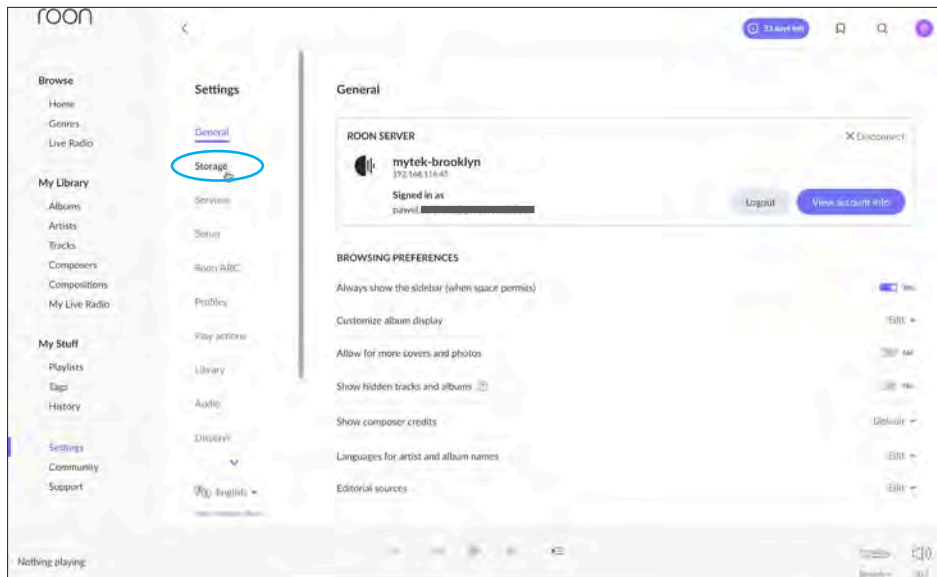 roon
33 days left
Browse
Home
Genres
Live Radio
My Library
Albums
Artists
Tracks
Composers
Compositions
My Live Radio
My Stuff
Playlists
Tags
History
Settings
Community
Support
Settings
General
Storage
Services
Setup
Roon ARC
Profiles
Play actions
Library
Audio
Displays
English
General
ROON SERVER
Disconnect
mytek-brooklyn
Signed in as
pawel
Logout
View account info
BROWSING PREFERENCES
Always show the sidebar (when space permits)
Yes
Customize album display
Edit
Allow for more covers and photos
Show hidden tracks and albums
Show composer credits
Default
Languages for artist and album names
Edit
Editorial sources
Edit
Nothing playing